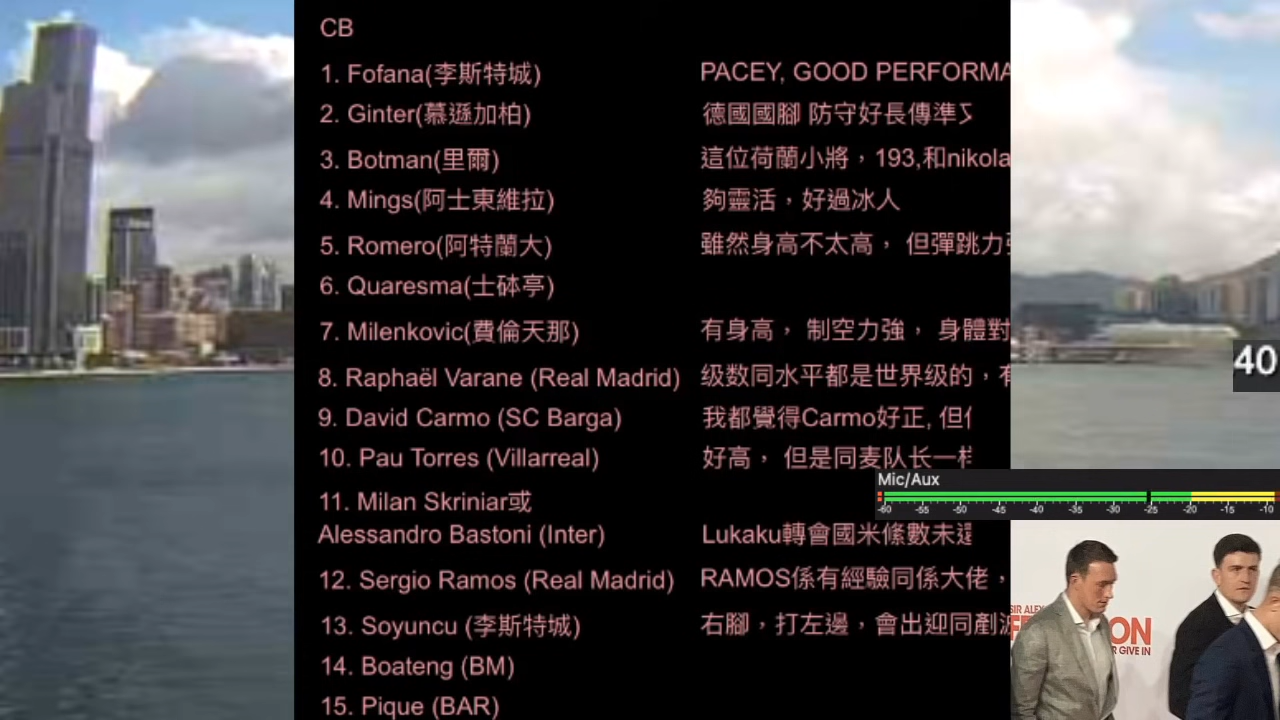 CB
1. Fofana(李斯特城) PACEY, GOOD PERFORMA
2. Ginter(慕遜加柏) 德國國腳 防守好長傳準又
3. Botman(里爾) 這位荷蘭小將，193,和nikola
4. Mings(阿士東維拉) 夠靈活，好過冰人
5. Romero(阿特蘭大) 雖然身高不太高， 但彈跳力強
6. Quaresma(士砵亭)
7. Milenkovic(費倫天那) 有身高， 制空力強， 身體對
8. Raphaël Varane (Real Madrid) 级数同水平都是世界级的，有
40
9. David Carmo (SC Barga) 我都覺得Carmo好正, 但
10. Pau Torres (Villarreal) 好高， 但是同麦队长一样
Mic/Aux
-60 -55 -50 -45 -40 -35 -30 -25 -20 -15 -10
11. Milan Skriniar或
Alessandro Bastoni (Inter) Lukaku轉會國米條數未還
12. Sergio Ramos (Real Madrid) RAMOS係有經驗同係大佬，
13. Soyuncu (李斯特城) 右腳，打左邊，會出迎同剷
14. Boateng (BM)
15. Pique (BAR)
SIR ALEX
ON
R GIVE IN